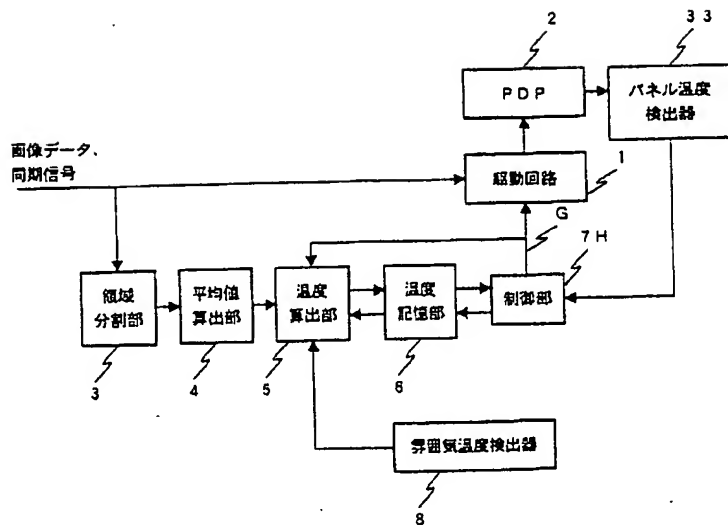 2
33
PDP
パネル温度
検出器
画像データ、
同期信号
駆動回路
1
G
7H
領域
分割部
平均値
算出部
温度
算出部
温度
記憶部
制御部
3
4
5
6
雰囲気温度検出器
8